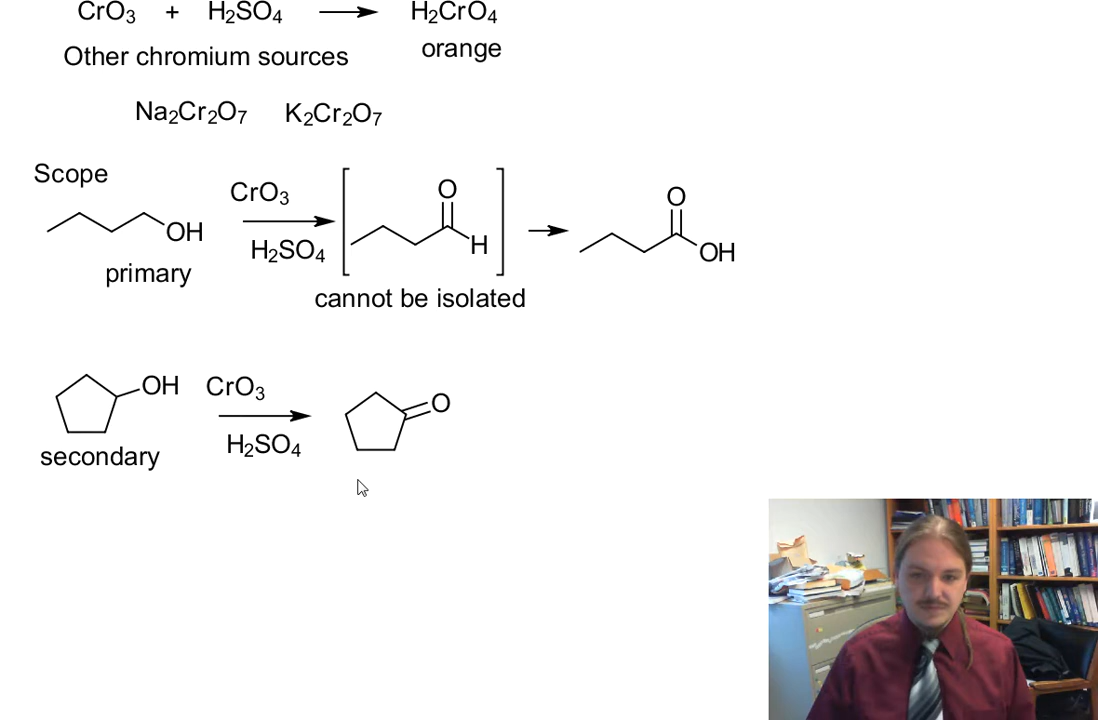 CrO3 + H2SO4 H2CrO4
Other chromium sources orange
Na2Cr2O7 K2Cr2O7
Scope
CrO3
O
O
OH
H2SO4
H
OH
primary
cannot be isolated
OH CrO3
O
H2SO4
secondary